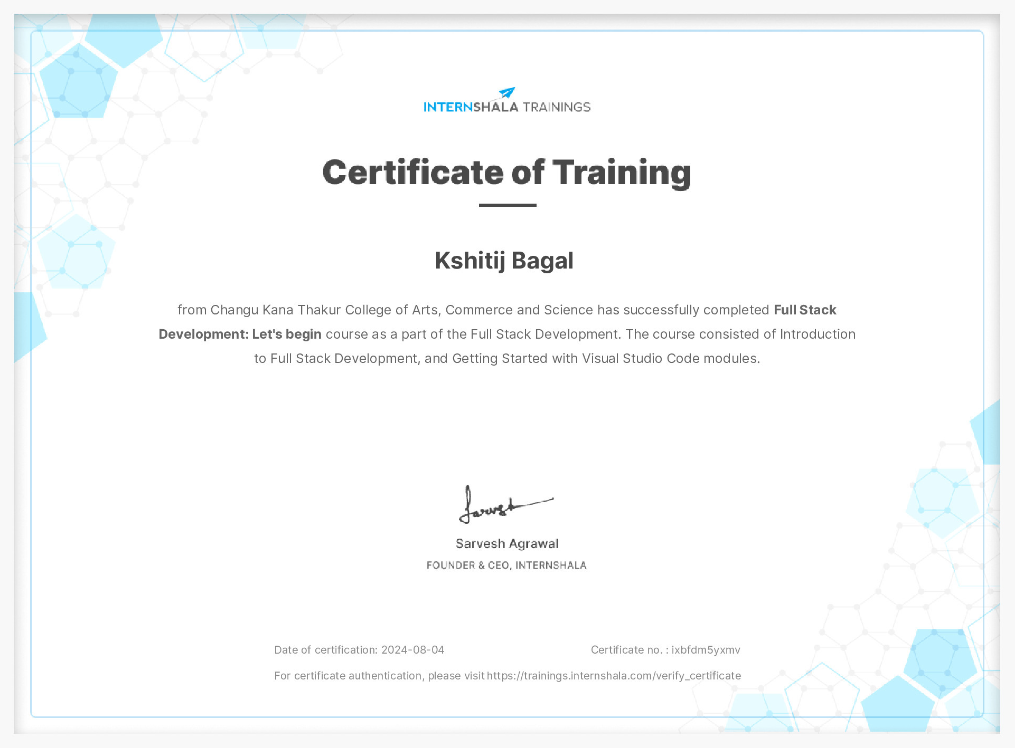 INTERNSHALA TRAININGS
Certificate of Training
Kshitij Bagal
from Changu Kana Thakur College of Arts, Commerce and Science has successfully completed Full Stack
Development: Let's begin course as a part of the Full Stack Development. The course consisted of Introduction
to Full Stack Development, and Getting Started with Visual Studio Code modules.
Sarvesh
Sarvesh Agrawal
FOUNDER & CEO, INTERNSHALA
Date of certification: 2024-08-04 Certificate no. : ixbfdm5yxmv
For certificate authentication, please visit https://trainings.internshala.com/verify_certificate